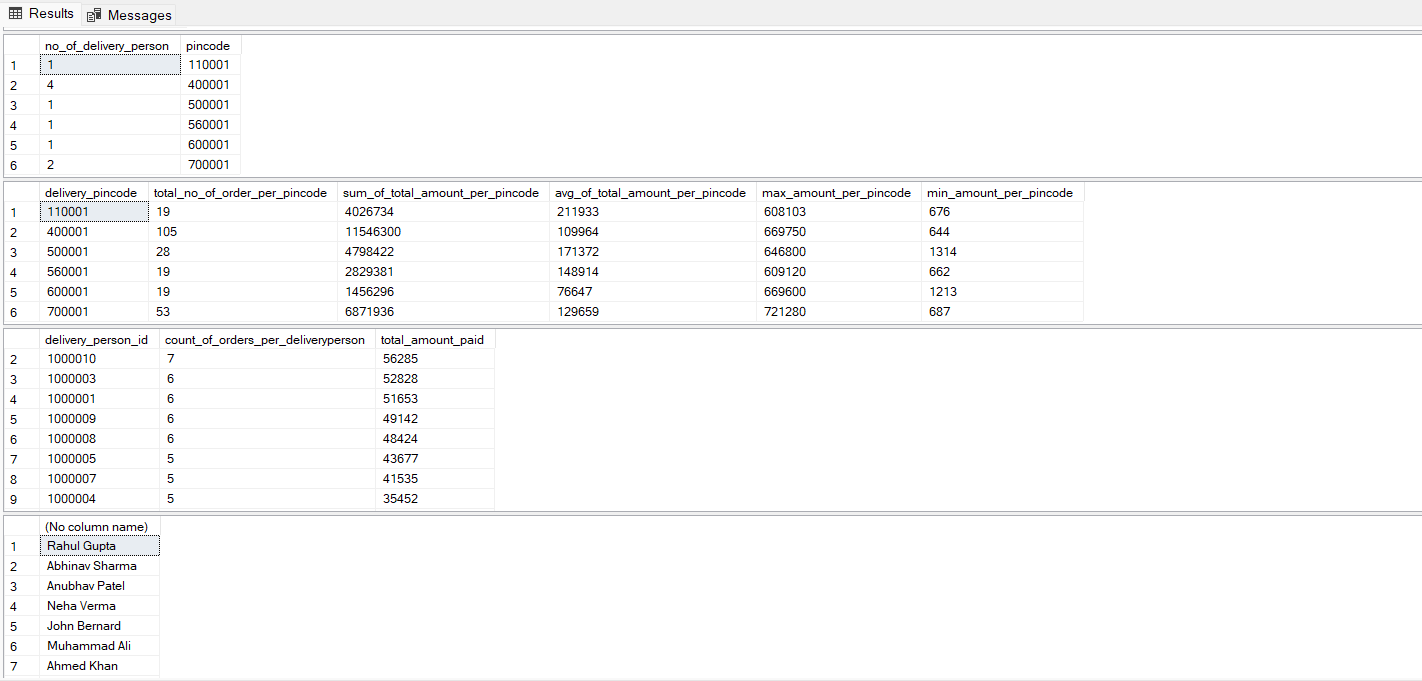 Results Messages
no_of_delivery_person pincode
1 1 110001
2 4 400001
3 1 500001
4 1 560001
5 1 600001
6 2 700001
delivery_pincode total_no_of_order_per_pincode sum_of_total_amount_per_pincode avg_of_total_amount_per_pincode max_amount_per_pincode min_amount_per_pincode
1 110001 19 4026734 211933 608103 676
2 400001 105 11546300 109964 669750 644
3 500001 28 4798422 171372 646800 1314
4 560001 19 2829381 148914 609120 662
5 600001 19 1456296 76647 669600 1213
6 700001 53 6871936 129659 721280 687
delivery_person_id count_of_orders_per_deliveryperson total_amount_paid
2 1000010 7 56285
3 1000003 6 52828
4 1000001 6 51653
5 1000009 6 49142
6 1000008 6 48424
7 1000005 5 43677
8 1000007 5 41535
9 1000004 5 35452
(No column name)
1 Rahul Gupta
2 Abhinav Sharma
3 Anubhav Patel
4 Neha Verma
5 John Bernard
6 Muhammad Ali
7 Ahmed Khan